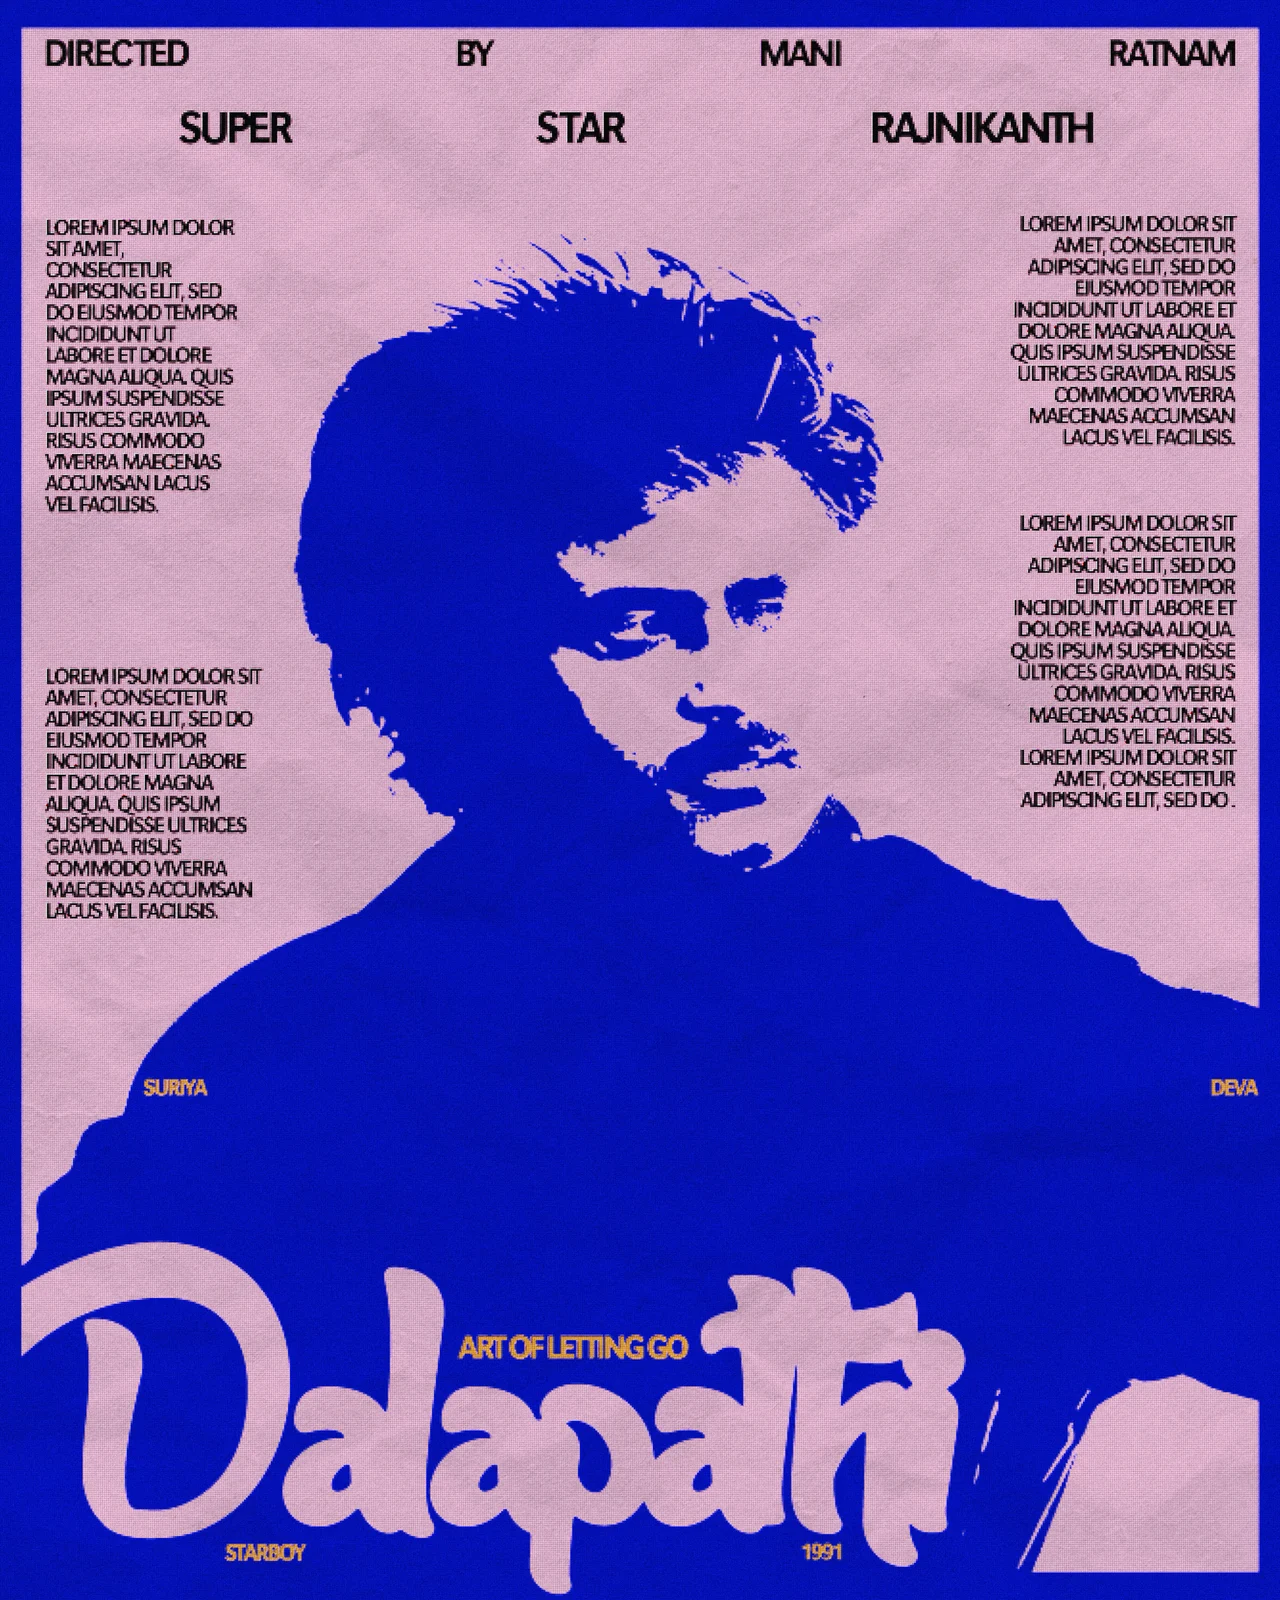 DIRECTED BY MANI RATNAM
SUPER STAR RAJNIKANTH
LOREM IPSUM DOLOR
SIT AMET,
CONSECTETUR
ADIPISCING ELIT, SED
DO EIUSMOD TEMPOR
INCIDIDUNT UT
LABORE ET DOLORE
MAGNA ALIQUA. QUIS
IPSUM SUSPENDISSE
ULTRICES GRAVIDA.
RISUS COMMODO
VIVERRA MAECENAS
ACCUMSAN LACUS
VEL FACILISIS.
LOREM IPSUM DOLOR SIT
AMET, CONSECTETUR
ADIPISCING ELIT, SED DO
EIUSMOD TEMPOR
INCIDIDUNT UT LABORE
ET DOLORE MAGNA
ALIQUA. QUIS IPSUM
SUSPENDISSE ULTRICES
GRAVIDA. RISUS
COMMODO VIVERRA
MAECENAS ACCUMSAN
LACUS VEL FACILISIS.
LOREM IPSUM DOLOR SIT
AMET, CONSECTETUR
ADIPISCING ELIT, SED DO
EIUSMOD TEMPOR
INCIDIDUNT UT LABORE ET
DOLORE MAGNA ALIQUA.
QUIS IPSUM SUSPENDISSE
ULTRICES GRAVIDA. RISUS
COMMODO VIVERRA
MAECENAS ACCUMSAN
LACUS VEL FACILISIS.
LOREM IPSUM DOLOR SIT
AMET, CONSECTETUR
ADIPISCING ELIT, SED DO
EIUSMOD TEMPOR
INCIDIDUNT UT LABORE ET
DOLORE MAGNA ALIQUA.
QUIS IPSUM SUSPENDISSE
ULTRICES GRAVIDA. RISUS
COMMODO VIVERRA
MAECENAS ACCUMSAN
LACUS VEL FACILISIS.
LOREM IPSUM DOLOR SIT
AMET, CONSECTETUR
ADIPISCING ELIT, SED DO .
SURIYA
DEVA
ART OF LETTING GO
Dalapathi
STARBOY
1991